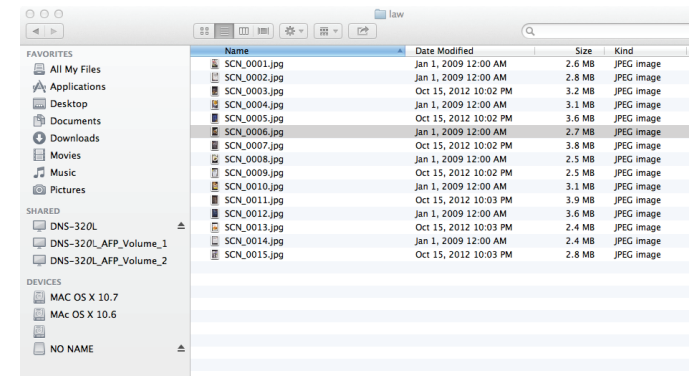 law
Name Date Modified Size Kind
FAVORITES
All My Files
Applications
Desktop
Documents
Downloads
Movies
Music
Pictures
SHARED
DNS-320L
DNS-320L_AFP_Volume_1
DNS-320L_AFP_Volume_2
DEVICES
MAC OS X 10.7
MAc OS X 10.6
NO NAME
SCN_0001.jpg Jan 1, 2009 12:00 AM 2.6 MB JPEG image
SCN_0002.jpg Jan 1, 2009 12:00 AM 2.8 MB JPEG image
SCN_0003.jpg Oct 15, 2012 10:02 PM 3.2 MB JPEG image
SCN_0004.jpg Jan 1, 2009 12:00 AM 3.1 MB JPEG image
SCN_0005.jpg Oct 15, 2012 10:02 PM 3.6 MB JPEG image
SCN_0006.jpg Jan 1, 2009 12:00 AM 2.7 MB JPEG image
SCN_0007.jpg Oct 15, 2012 10:02 PM 3.8 MB JPEG image
SCN_0008.jpg Jan 1, 2009 12:00 AM 2.5 MB JPEG image
SCN_0009.jpg Oct 15, 2012 10:02 PM 2.5 MB JPEG image
SCN_0010.jpg Jan 1, 2009 12:00 AM 3.1 MB JPEG image
SCN_0011.jpg Oct 15, 2012 10:03 PM 3.9 MB JPEG image
SCN_0012.jpg Jan 1, 2009 12:00 AM 3.6 MB JPEG image
SCN_0013.jpg Oct 15, 2012 10:03 PM 2.4 MB JPEG image
SCN_0014.jpg Jan 1, 2009 12:00 AM 2.4 MB JPEG image
SCN_0015.jpg Oct 15, 2012 10:03 PM 2.8 MB JPEG image